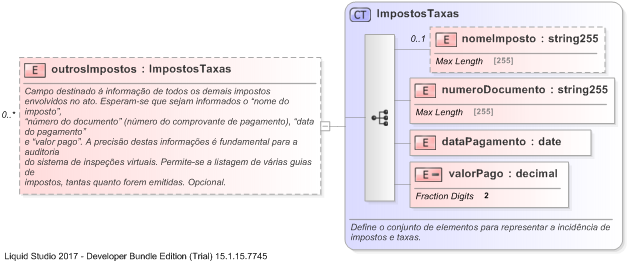 CT ImpostosTaxas
0..1
E nomeImposto : string255
Max Length [255]
E outrosImpostos : ImpostosTaxas
Campo destinado à informação de todos os demais impostos
envolvidos no ato. Esperam-se que sejam informados o “nome do
imposto”,
“número do documento” (número do comprovante de pagamento), “data
do pagamento”
e “valor pago”. A precisão destas informações é fundamental para a
auditoria
do sistema de inspeções virtuais. Permite-se a listagem de várias guias
de
impostos, tantas quanto forem emitidas. Opcional.
0..*
E numeroDocumento : string255
Max Length [255]
E dataPagamento : date
E valorPago : decimal
Fraction Digits 2
Define o conjunto de elementos para representar a incidência de
impostos e taxas.
Liquid Studio 2017 - Developer Bundle Edition (Trial) 15.1.15.7745